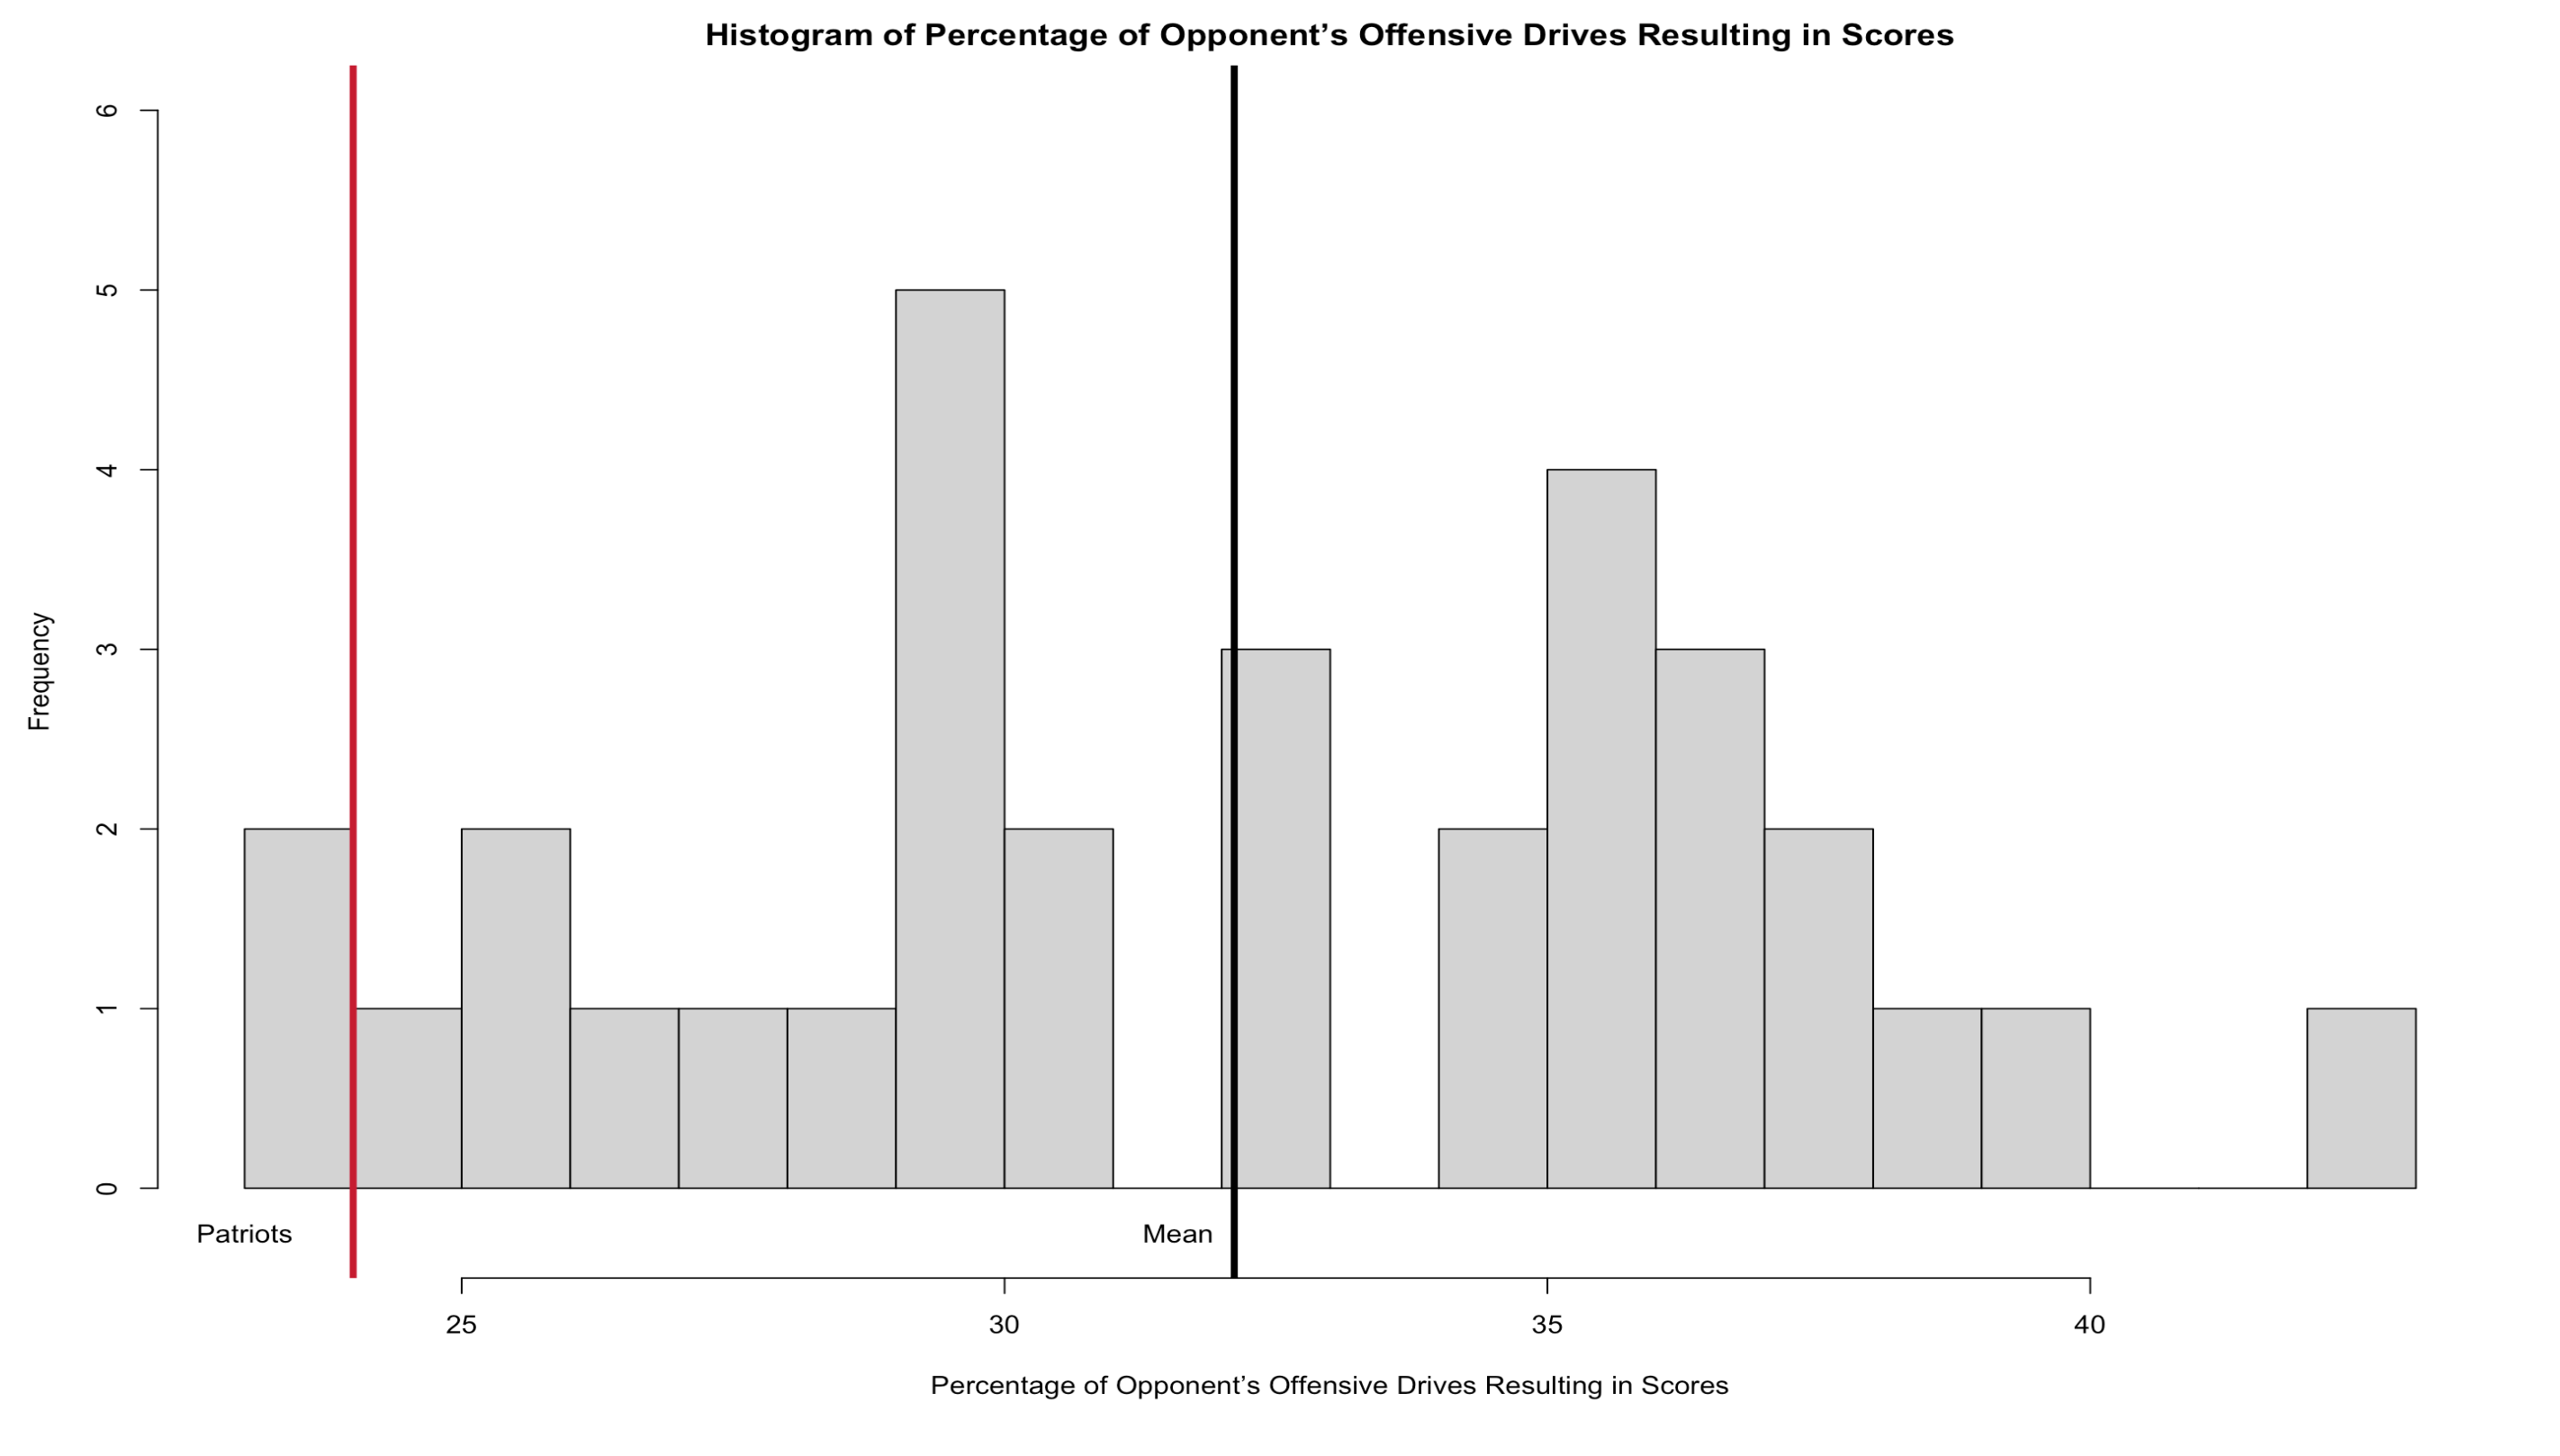 Histogram of Percentage of Opponent’s Offensive Drives Resulting in Scores
6
5
4
3
2
1
0
Frequency
Patriots
Mean
25 30 35 40
Percentage of Opponent’s Offensive Drives Resulting in Scores